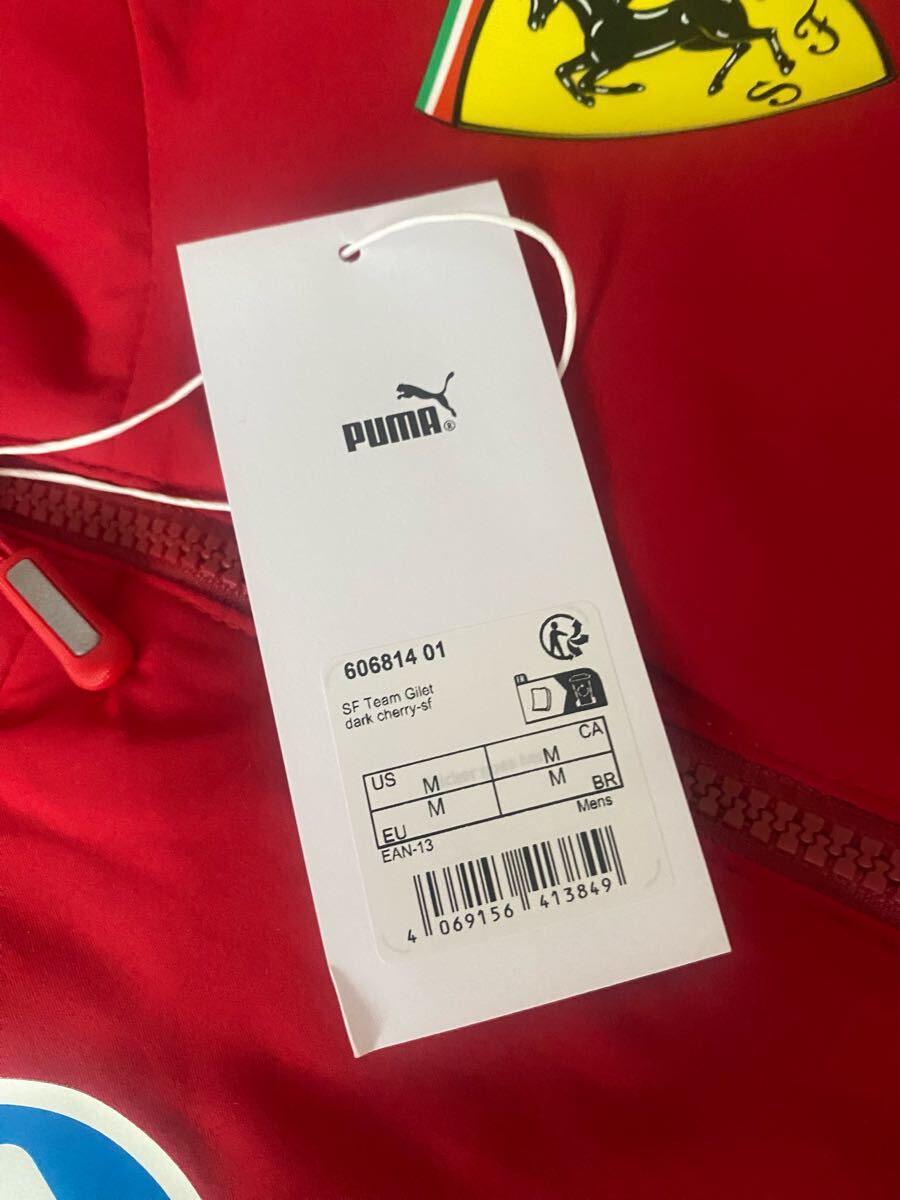 S F
PUMA®
606814 01
SF Team Gilet
dark cherry-sf
US M M CA
EU M M BR
EAN-13 Mens
4 069156 413849